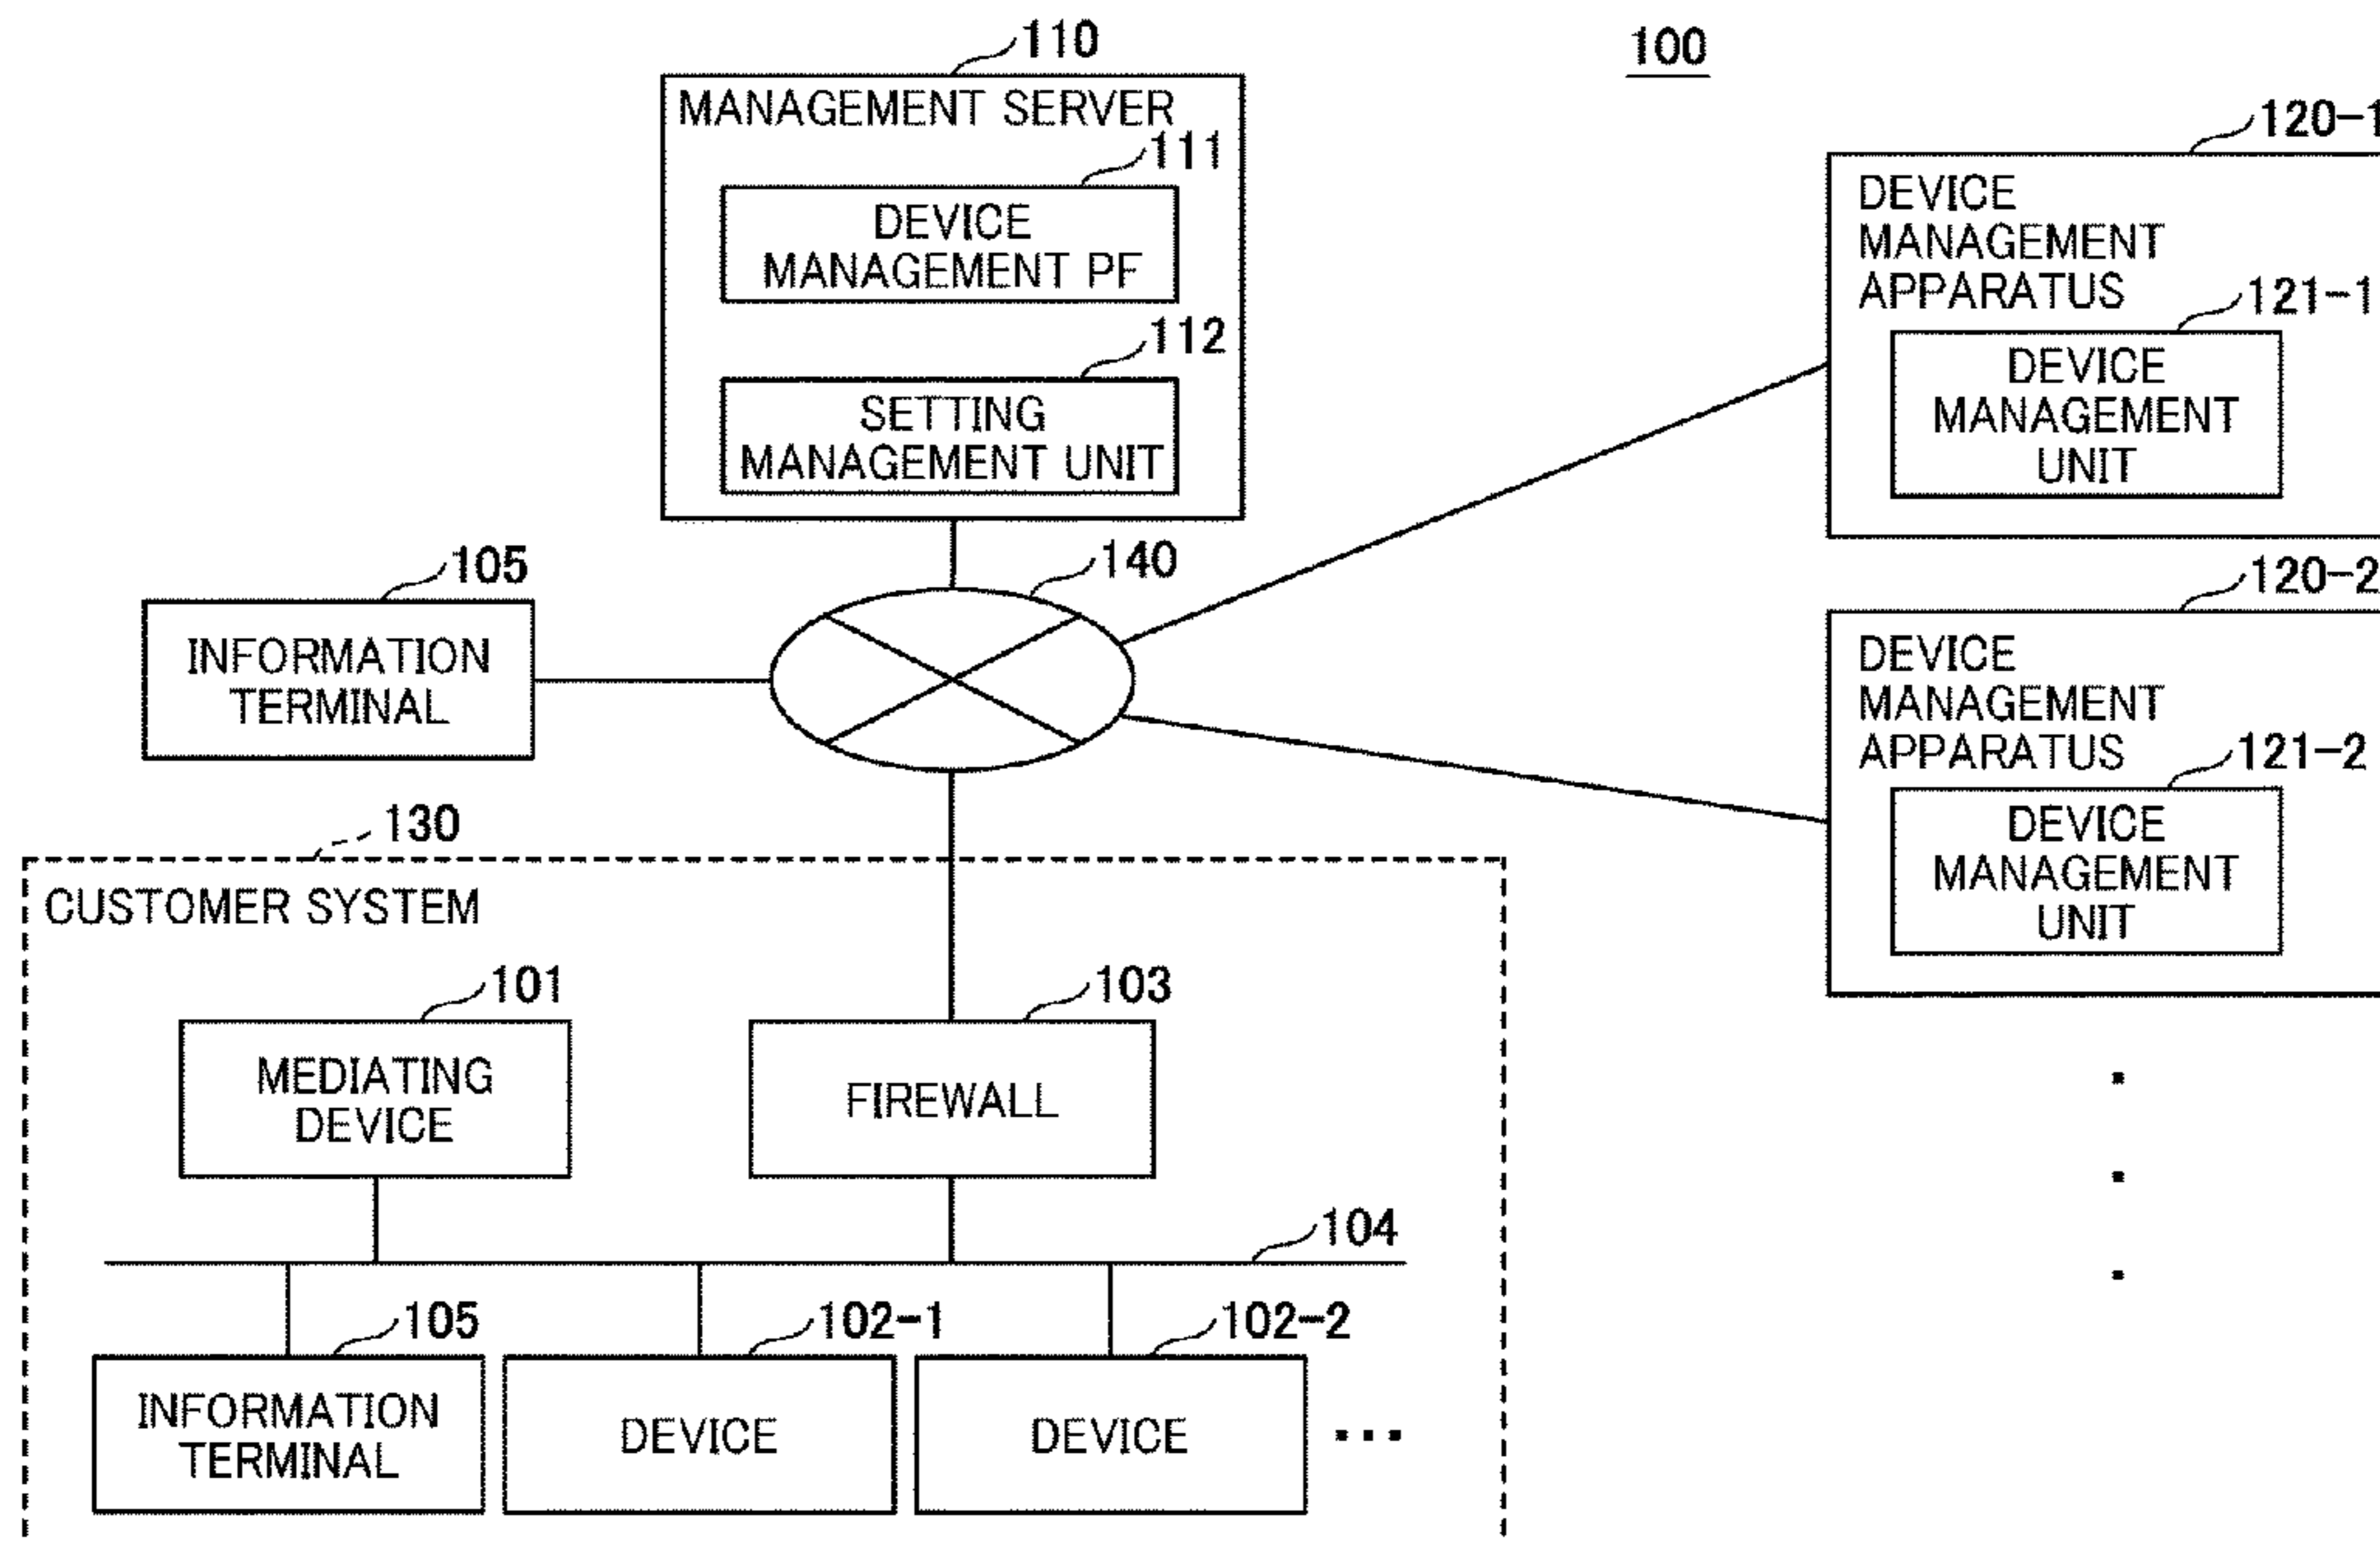 110
100
MANAGEMENT SERVER
111
DEVICE
MANAGEMENT PF
112
SETTING
MANAGEMENT UNIT
120-1
DEVICE
MANAGEMENT
APPARATUS
121-1
DEVICE
MANAGEMENT
UNIT
105
INFORMATION
TERMINAL
140
120-2
DEVICE
MANAGEMENT
APPARATUS
121-2
DEVICE
MANAGEMENT
UNIT
130
CUSTOMER SYSTEM
101
MEDIATING
DEVICE
103
FIREWALL
104
105
INFORMATION
TERMINAL
102-1
DEVICE
102-2
DEVICE